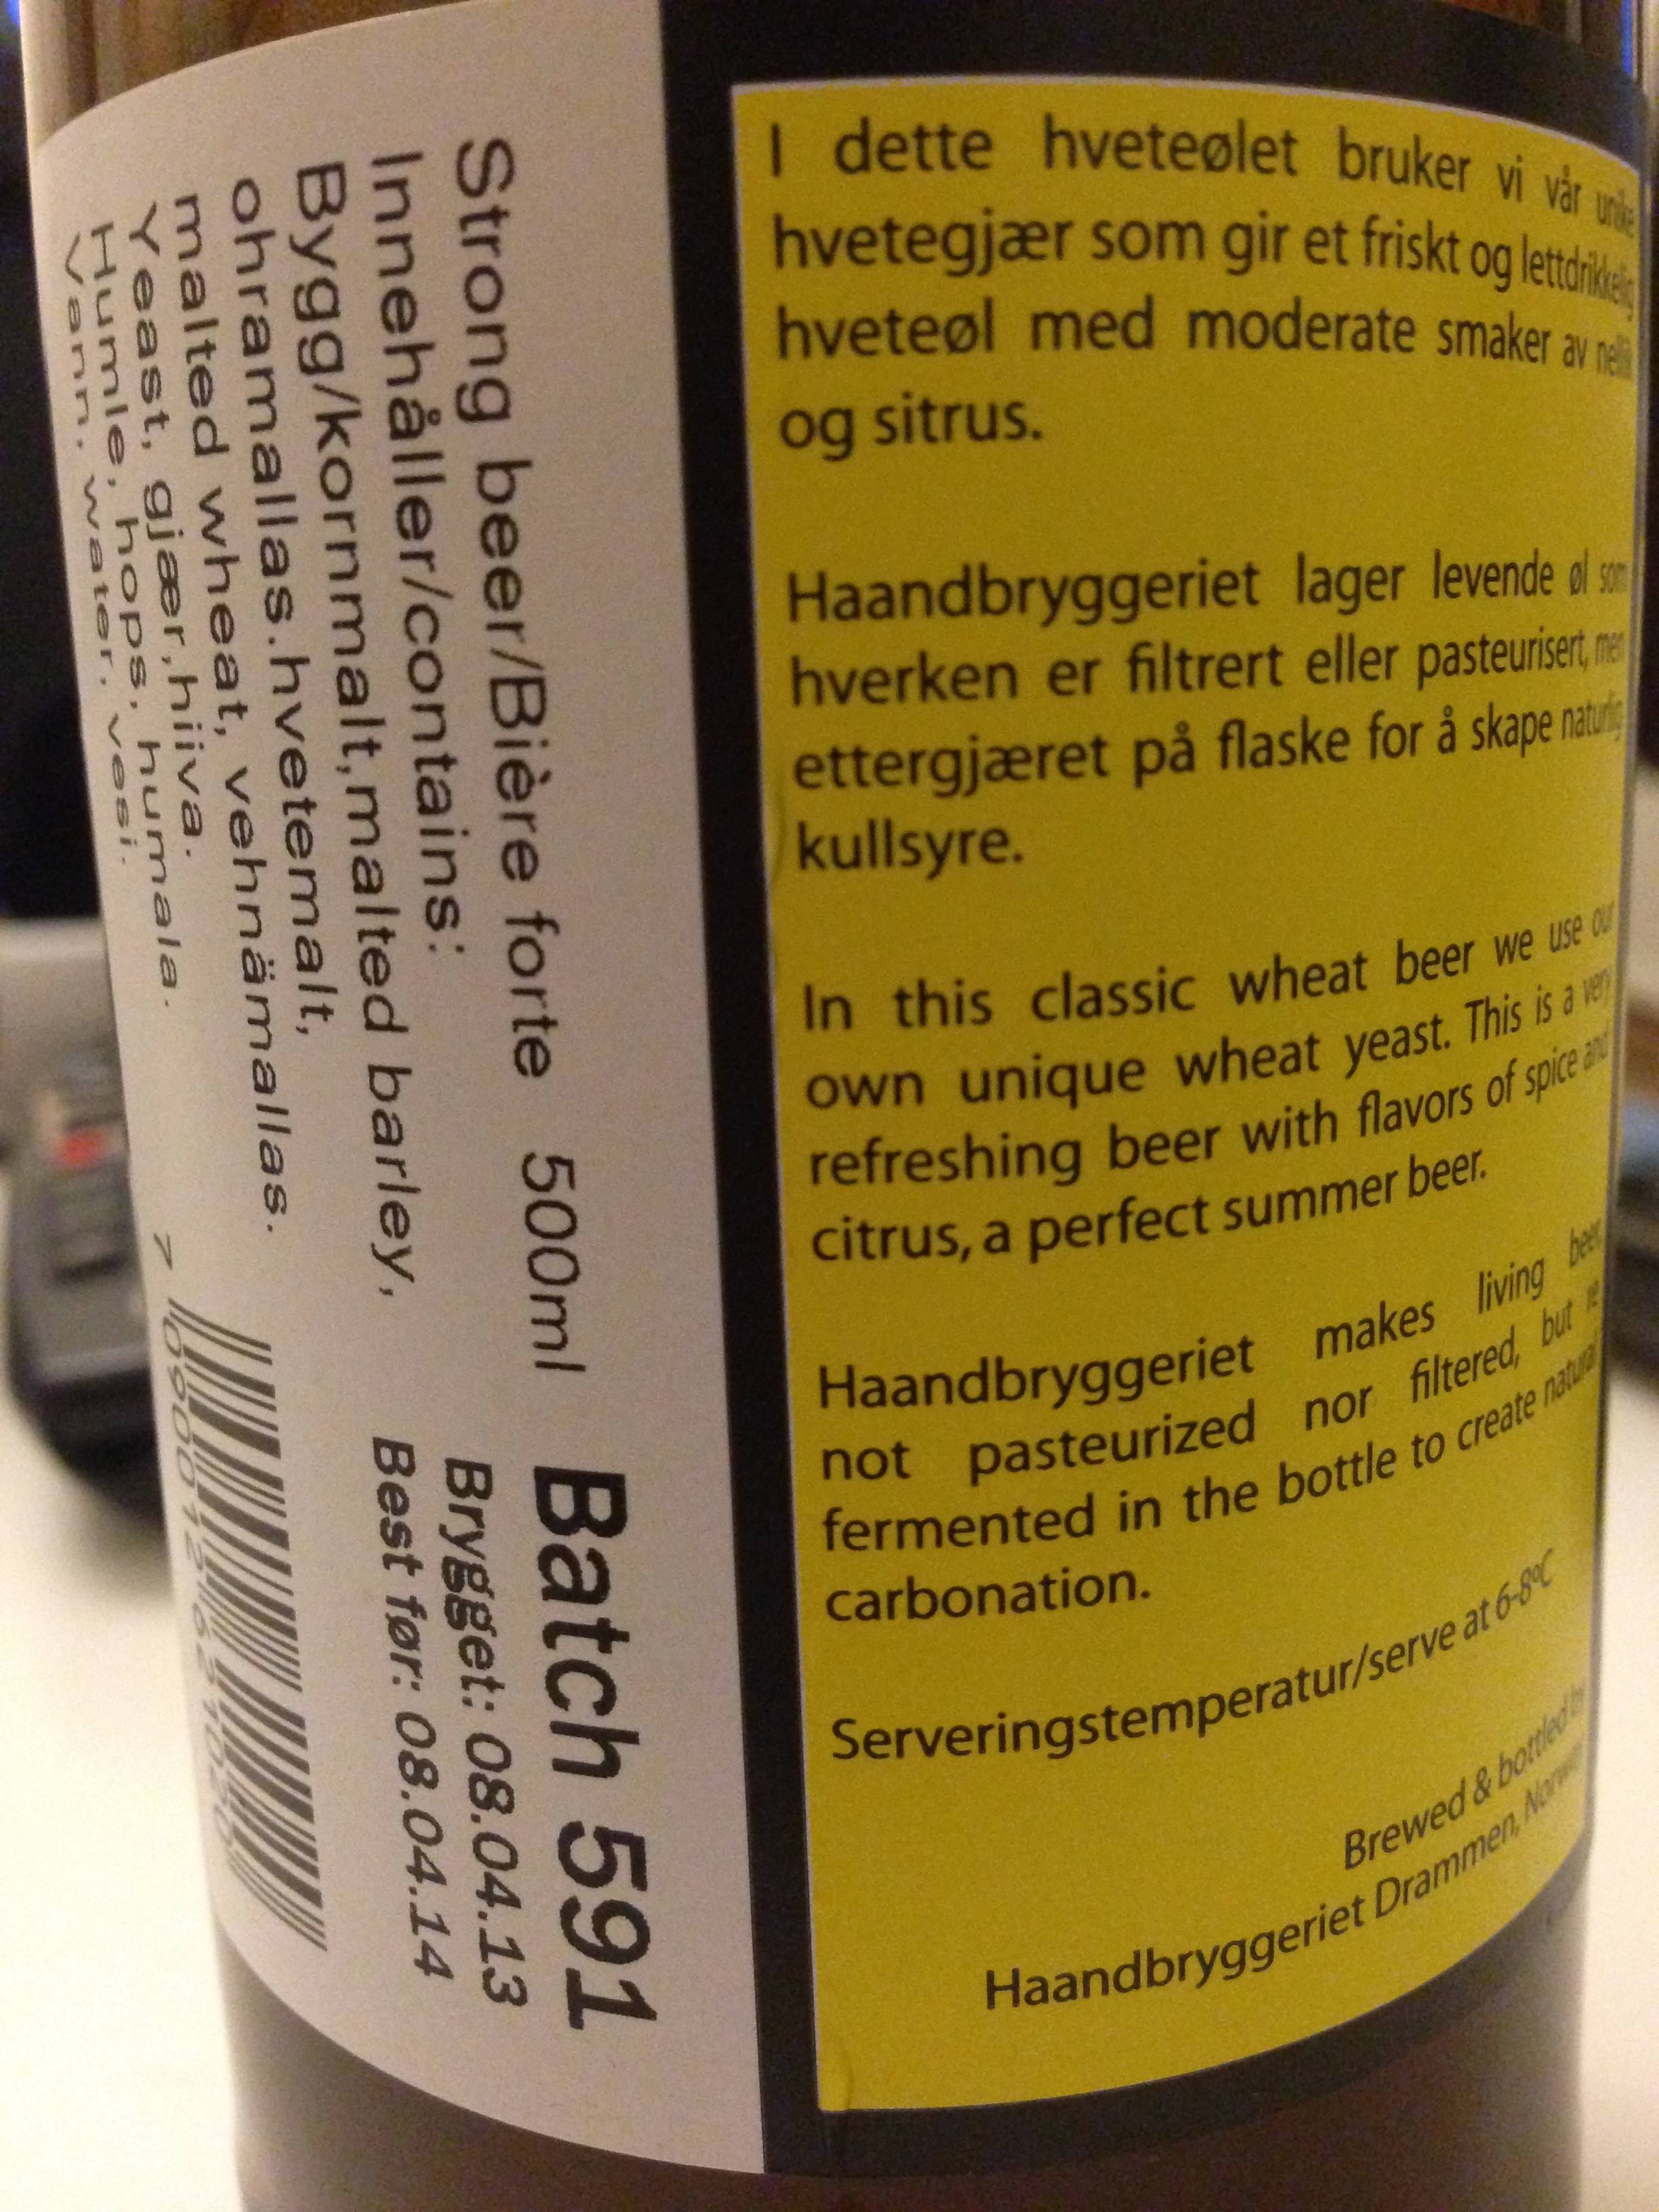 Strong beer/Bière forte 500ml
Innehåller/contains:
Bygg/kornmalt,malted barley,
ohramallas.hvetemalt,
malted wheat, vehnämallas.
Yeast, gjær,hiiva.
Humle, hops, humala.
Vann. water. vesi.
Batch 591
Brygget: 08.04.13
Best før: 08.04.14
7 090012 621020
I dette hveteølet bruker vi vår unike
hvetegjær som gir et friskt og lettdrikkelig
hveteøl med moderate smaker av
og sitrus.
Haandbryggeriet lager levende øl som
hverken er filtrert eller pasteurisert, men
ettergjæret på flaske for å skape naturlig
kullsyre.
In this classic wheat beer we use our
own unique wheat yeast. This is a very
refreshing beer with flavors of spice and
citrus, a perfect summer beer.
Haandbryggeriet makes living beer,
not pasteurized nor filtered, but re
fermented in the bottle to create natural
carbonation.
Serveringstemperatur/serve at 6-8ºC
Brewed & bottled by
Haandbryggeriet Drammen, Norway